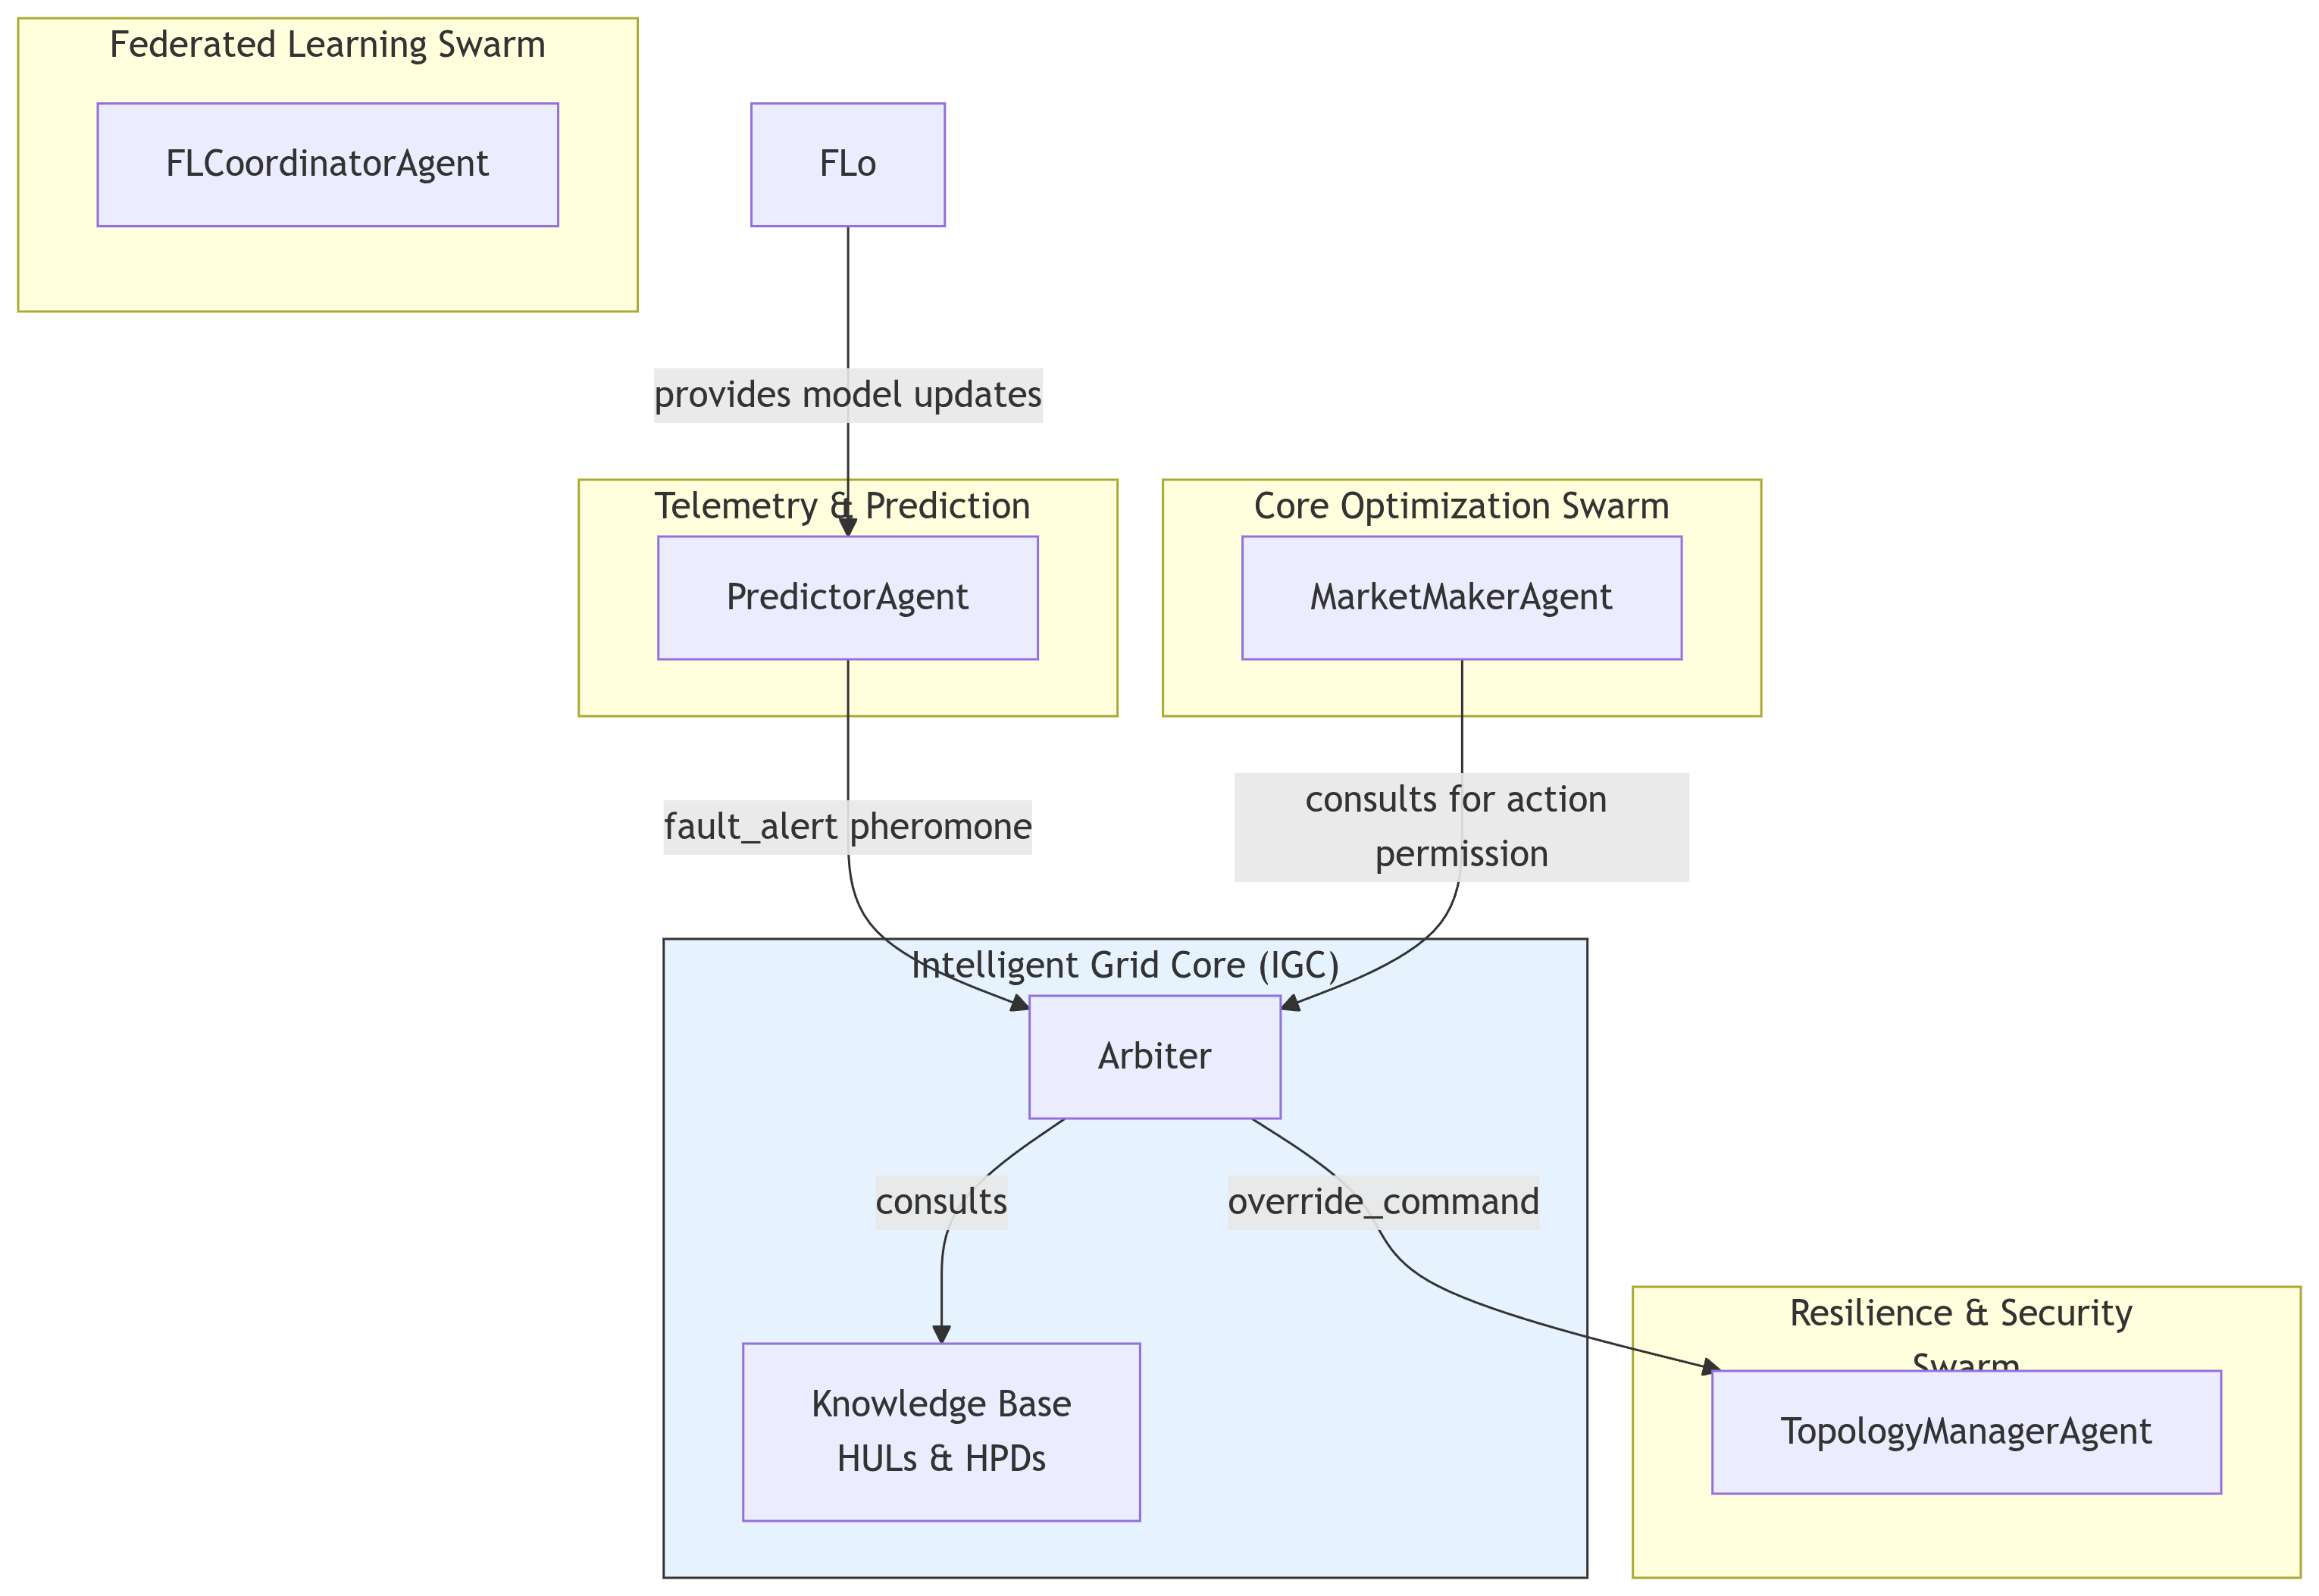 Federated Learning Swarm
FLCoordinatorAgent
FLo
provides model updates
Telemetry & Prediction
PredictorAgent
Core Optimization Swarm
MarketMakerAgent
fault_alert pheromone
consults for action
permission
Intelligent Grid Core (IGC)
Arbiter
consults
override_command
Knowledge Base
HULs & HPDs
Resilience & Security
Swarm
TopologyManagerAgent